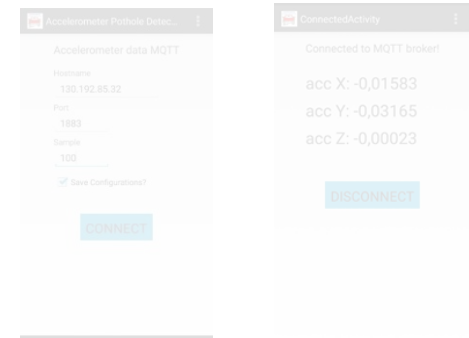 Accelerometer Pothole Detec...
Accelerometer data MQTT
Hostname
130.192.85.32
Port
1883
Sample
100
Save Configurations?
CONNECT
ConnectedActivity
Connected to MQTT broker!
acc X: -0,01583
acc Y: -0,03165
acc Z: -0,00023
DISCONNECT